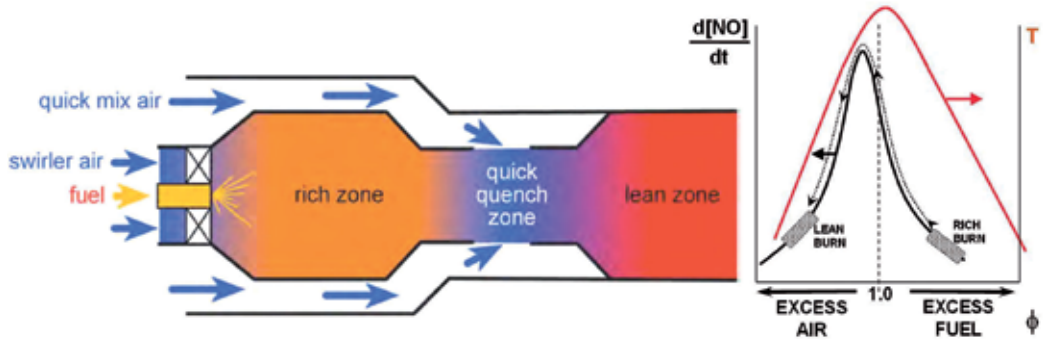 quick mix air
swirler air
fuel
rich zone
quick
quench
zone
lean zone
d[NO]
dt
T
LEAN
BURN
RICH
BURN
1.0
EXCESS
AIR
EXCESS
FUEL
ϕ